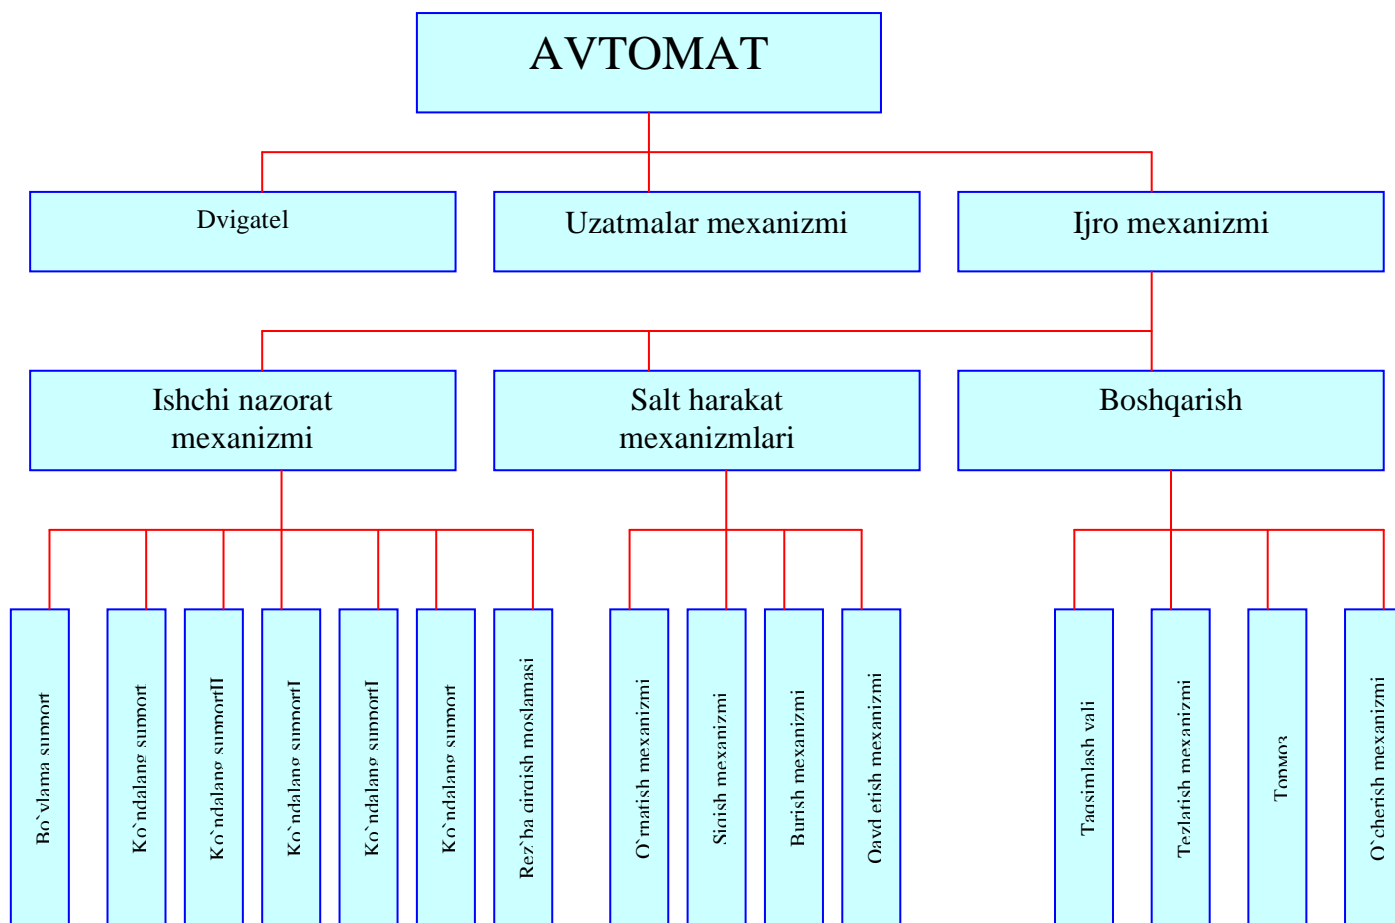 AVTOMAT
Dvigatel
Uzatmalar mexanizmi
Ijro mexanizmi
Ishchi nazorat
mexanizmi
Salt harakat
mexanizmlari
Boshqarish
Bo`ylama support
Ko`ndalang support
Ko`ndalang supportII
Ko`ndalang supportI
Ko`ndalang supportI
Ko`ndalang support
Rez`ba qirqish moslamasi
O`rnatish mexanizmi
Siqish mexanizmi
Burish mexanizmi
Qayd etish mexanizmi
Taqsimlash vali
Tezlatish mexanizmi
Тормоз
O`cherish mexanizmi